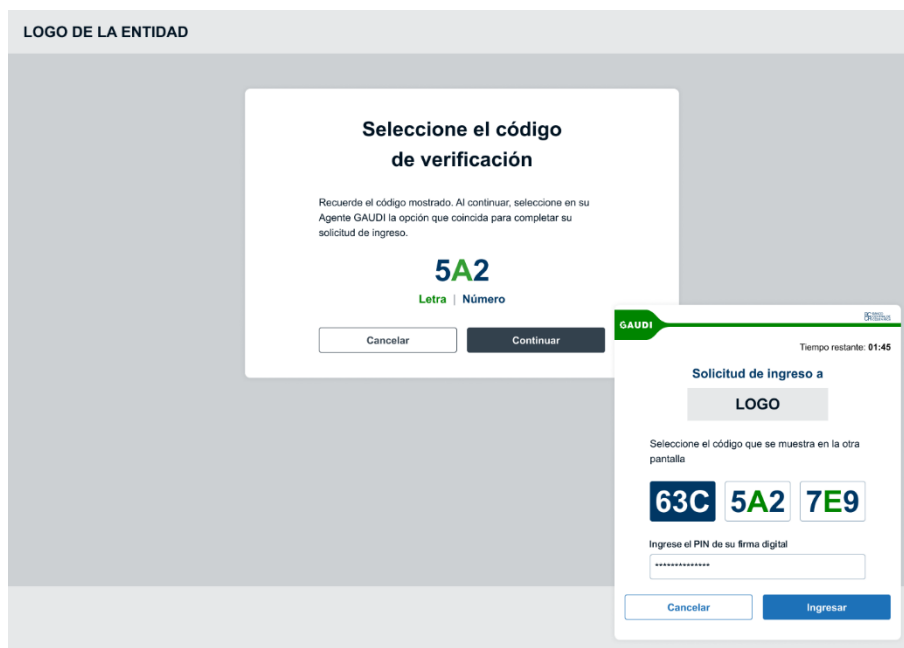 LOGO DE LA ENTIDAD
Seleccione el código
de verificación
Recuerde el código mostrado. Al continuar, seleccione en su
Agente GAUDI la opción que coincida para completar su
solicitud de ingreso.
5A2
Letra | Número
Cancelar
Continuar
GAUDI
Tiempo restante: 01:45
Solicitud de ingreso a
LOGO
Seleccione el código que se muestra en la otra
pantalla
63C 5A2 7E9
Ingrese el PIN de su firma digital
**************
Cancelar
Ingresar